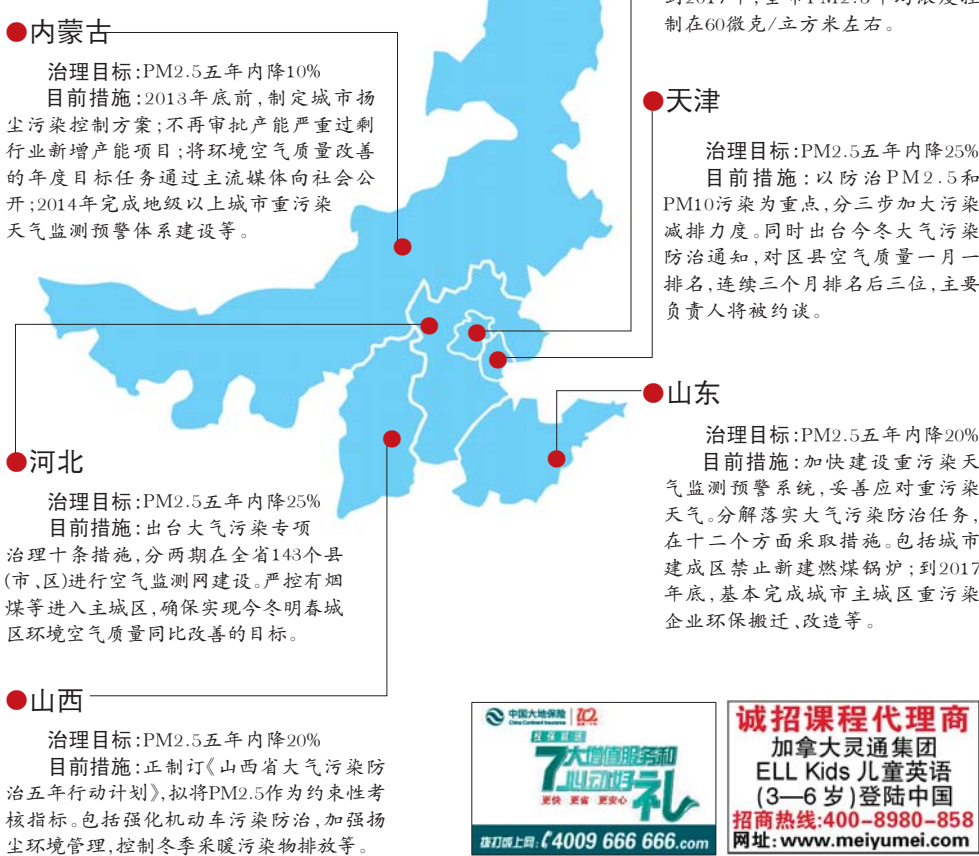 ●内蒙古
治理目标:PM2.5五年内降10%
目前措施:2013年底前,制定城市扬
尘污染控制方案;不再审批产能严重过剩
行业新增产能项目;将环境空气质量改善
的年度目标任务通过主流媒体向社会公
开;2014年完成地级以上城市重污染
天气监测预警体系建设等。
制在60微克/立方米左右。
●天津
治理目标:PM2.5五年内降25%
目前措施:以防治PM2.5和
PM10污染为重点,分三步加大污染
减排力度。同时出台今冬大气污染
防治通知,对区县空气质量一月一
排名,连续三个月排名后三位,主要
负责人将被约谈。
●山东
治理目标:PM2.5五年内降20%
目前措施:加快建设重污染天
气监测预警系统,妥善应对重污染
天气。分解落实大气污染防治任务,
在十二个方面采取措施。包括城市
建成区禁止新建燃煤锅炉;到2017
年底,基本完成城市主城区重污染
企业环保搬迁、改造等。
●河北
治理目标:PM2.5五年内降25%
目前措施:出台大气污染专项
治理十条措施,分两期在全省143个县
(市、区)进行空气监测网建设。严控有烟
煤等进入主城区,确保实现今冬明春城
区环境空气质量同比改善的目标。
●山西
治理目标:PM2.5五年内降20%
目前措施:正制订《山西省大气污染防
治五年行动计划》,拟将PM2.5作为约束性考
核指标。包括强化机动车污染防治,加强扬
尘环境管理,控制冬季采暖污染物排放等。
中国大地保险
China Continent Insurance
7大增值服务和
心动好礼
更快 更省 更安心
拨打或上网:4009 666 666.com
诚招课程代理商
加拿大灵通集团
ELL Kids 儿童英语
(3—6岁)登陆中国
招商热线:400-8980-858
网址:www.meiyumei.com